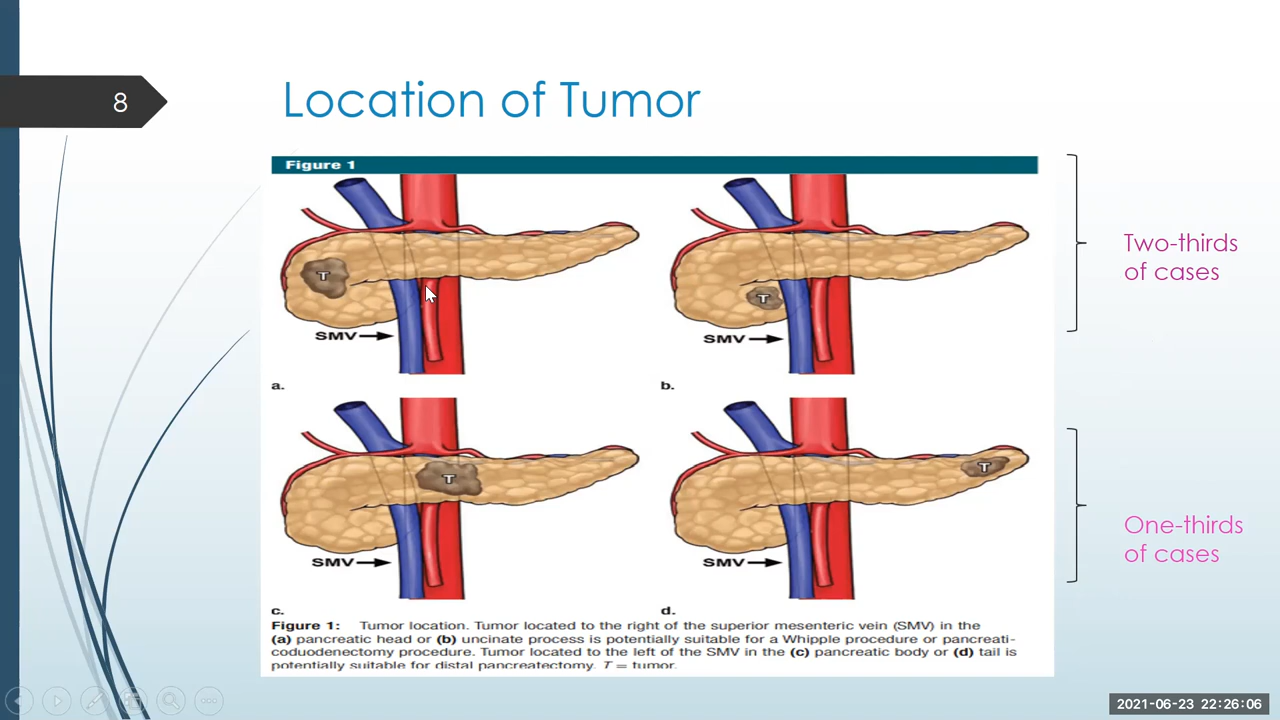 8
Location of Tumor
Figure 1
T
SMV
a.
T
SMV
b.
Two-thirds
of cases
T
SMV
c.
T
SMV
d.
One-thirds
of cases
Figure 1: Tumor location. Tumor located to the right of the superior mesenteric vein (SMV) in the
(a) pancreatic head or (b) uncinate process is potentially suitable for a Whipple procedure or pancreati-
coduodenectomy procedure. Tumor located to the left of the SMV in the (c) pancreatic body or (d) tail is
potentially suitable for distal pancreatectomy. T = tumor.
2021-06-23 22:26:06